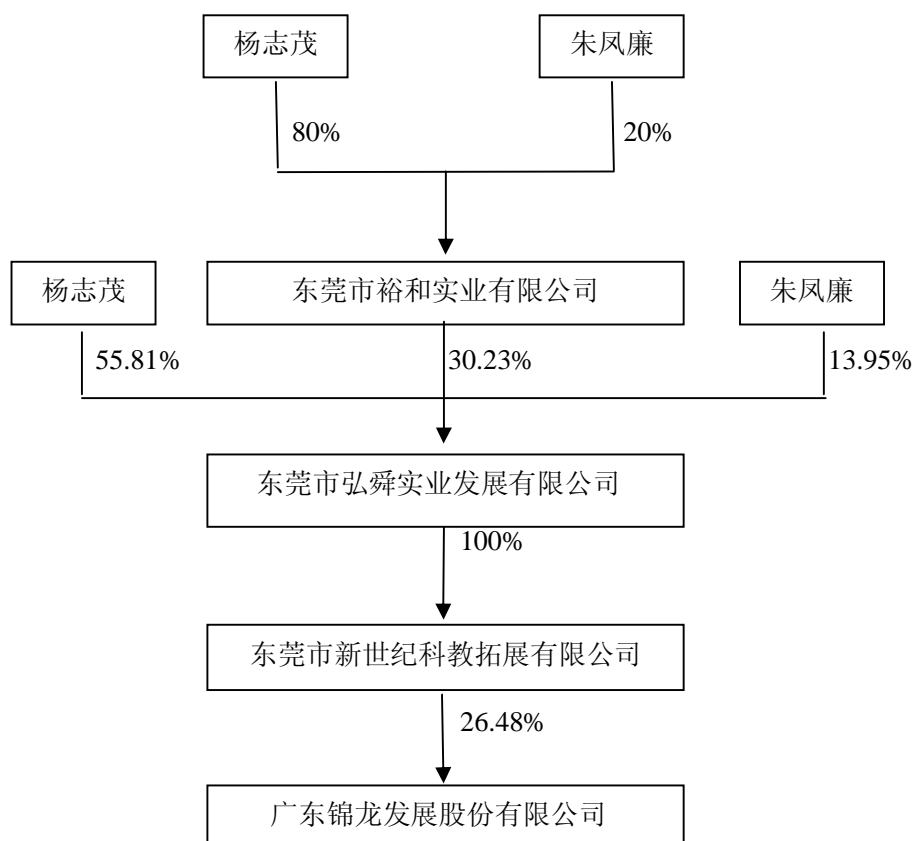 杨志茂
朱凤廉
80%
20%
杨志茂
东莞市裕和实业有限公司
朱凤廉
55.81%
30.23%
13.95%
东莞市弘舜实业发展有限公司
100%
东莞市新世纪科教拓展有限公司
26.48%
广东锦龙发展股份有限公司